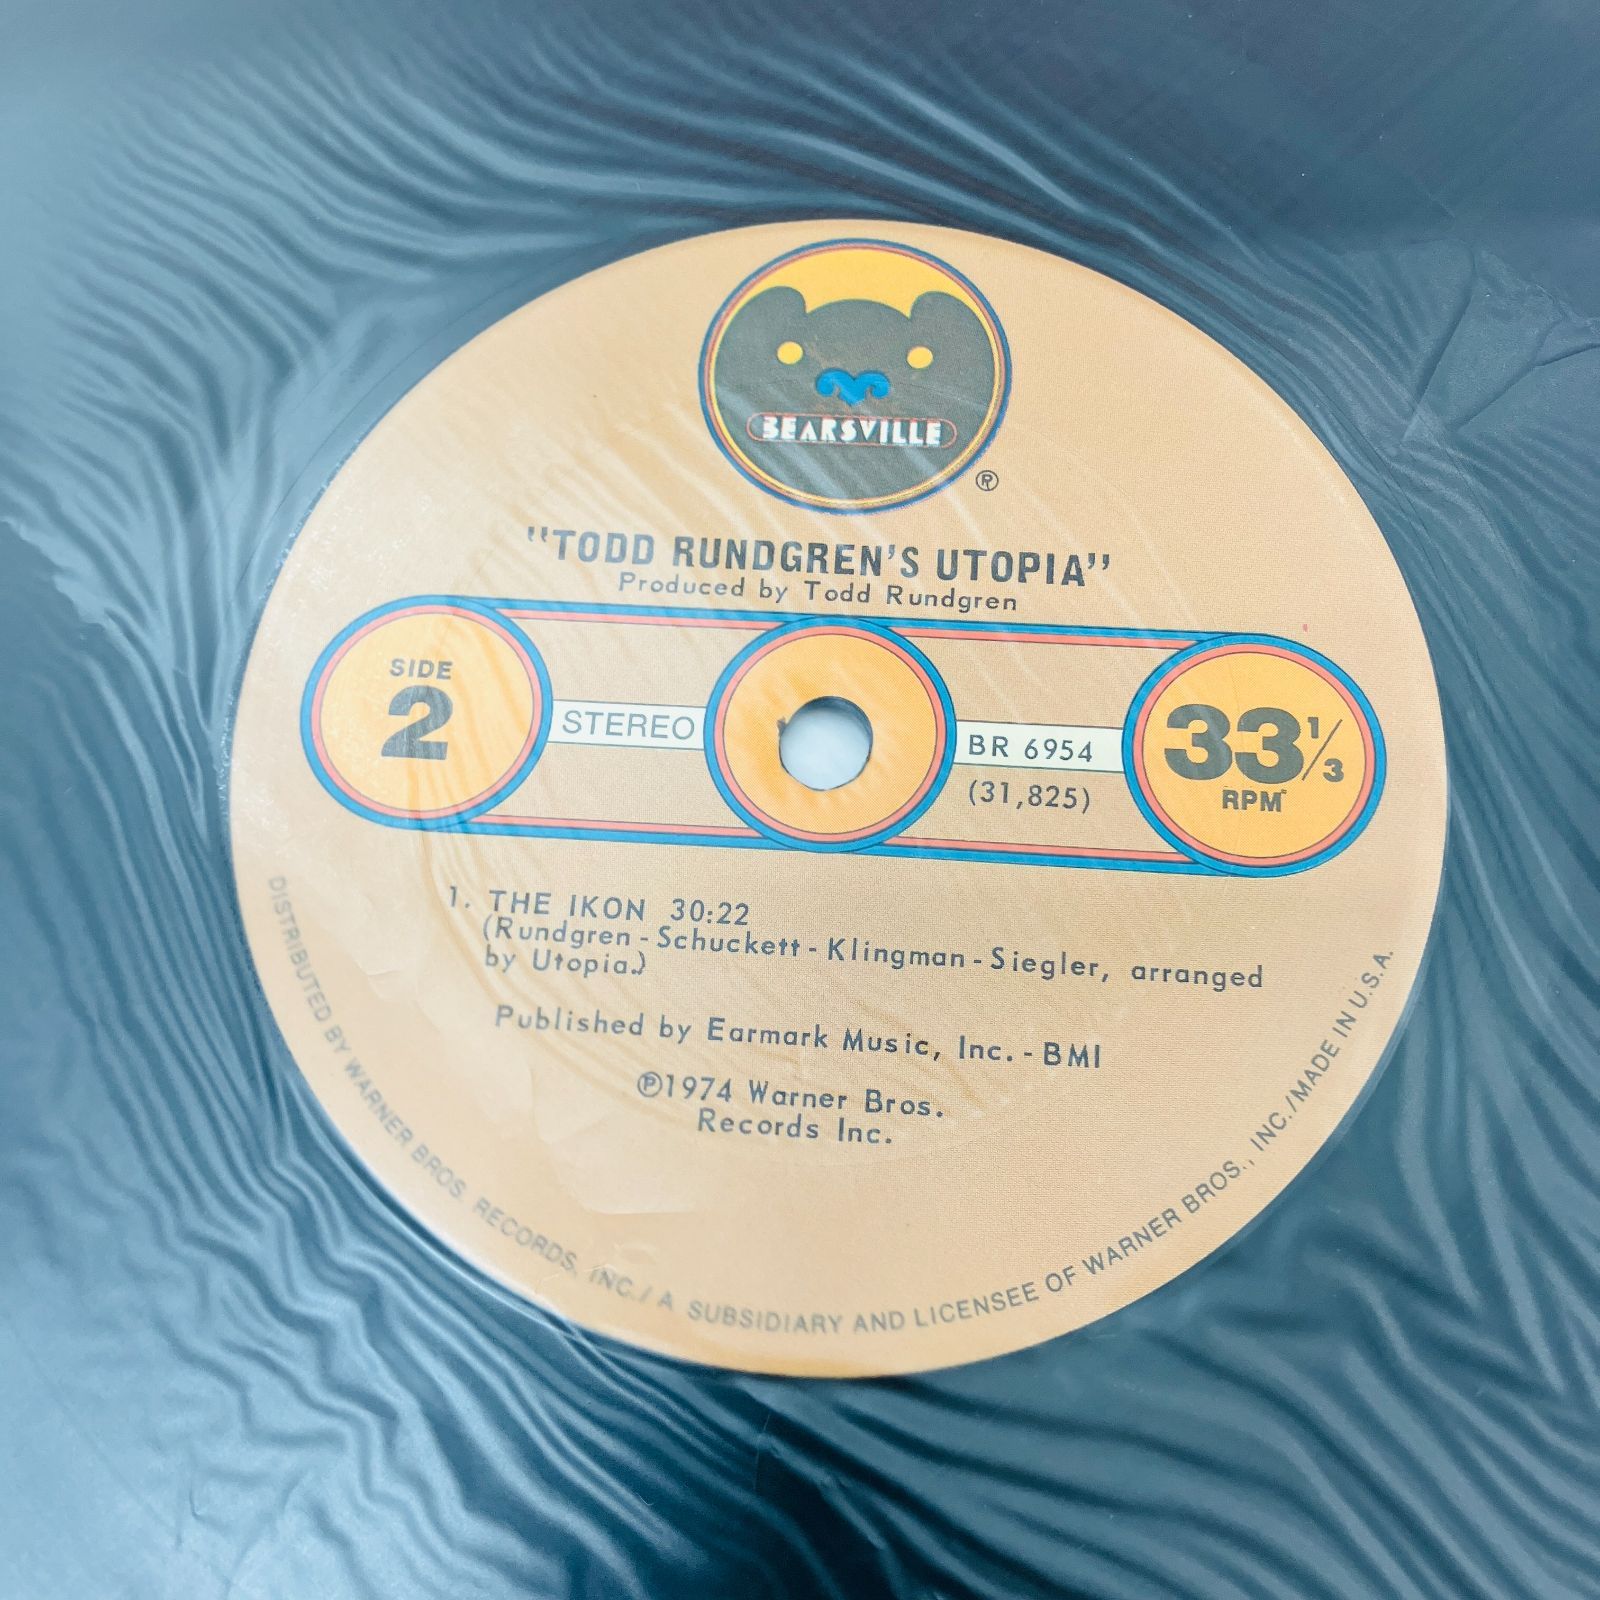 BEARSVILLE
®
"TODD RUNDGREN'S UTOPIA"
Produced by Todd Rundgren
SIDE
2
STEREO
BR 6954
(31,825)
33 1/3
RPM
1. THE IKON 30:22
(Rundgren - Schuckett - Klingman - Siegler, arranged
by Utopia.)
Published by Earmark Music, Inc. - BMI
℗1974 Warner Bros.
Records Inc.
DISTRIBUTED BY WARNER BROS. RECORDS, INC. / A SUBSIDIARY AND LICENSEE OF WARNER BROS., INC. / MADE IN U.S.A.